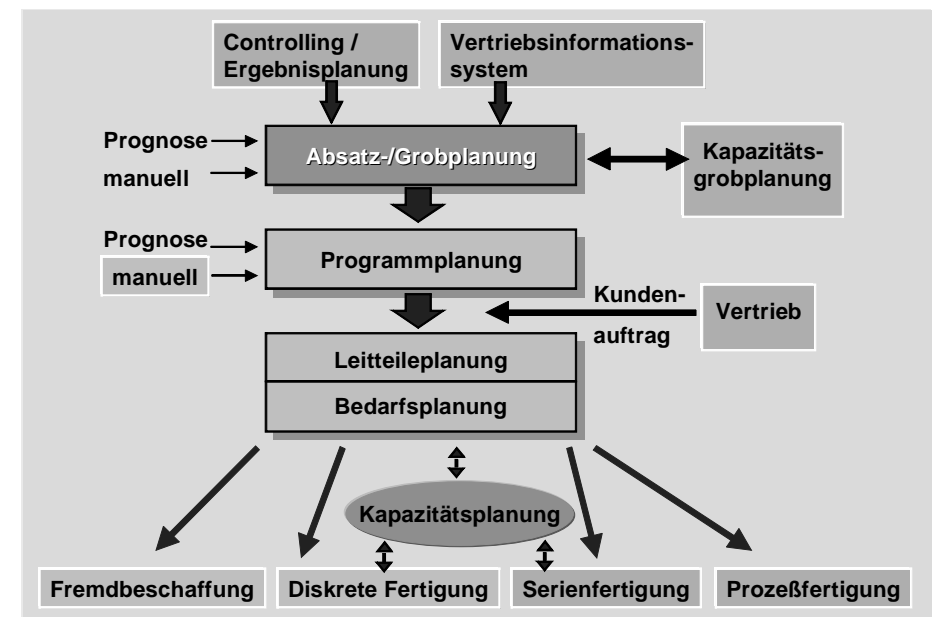 Controlling /
Ergebnisplanung
Vertriebsinformations-
system
Prognose
manuell
Absatz-/Grobplanung
Kapazitäts-
grobplanung
Prognose
manuell
Programmplanung
Kunden-
auftrag
Vertrieb
Leitteileplanung
Bedarfsplanung
Kapazitätsplanung
Fremdbeschaffung
Diskrete Fertigung
Serienfertigung
Prozeßfertigung